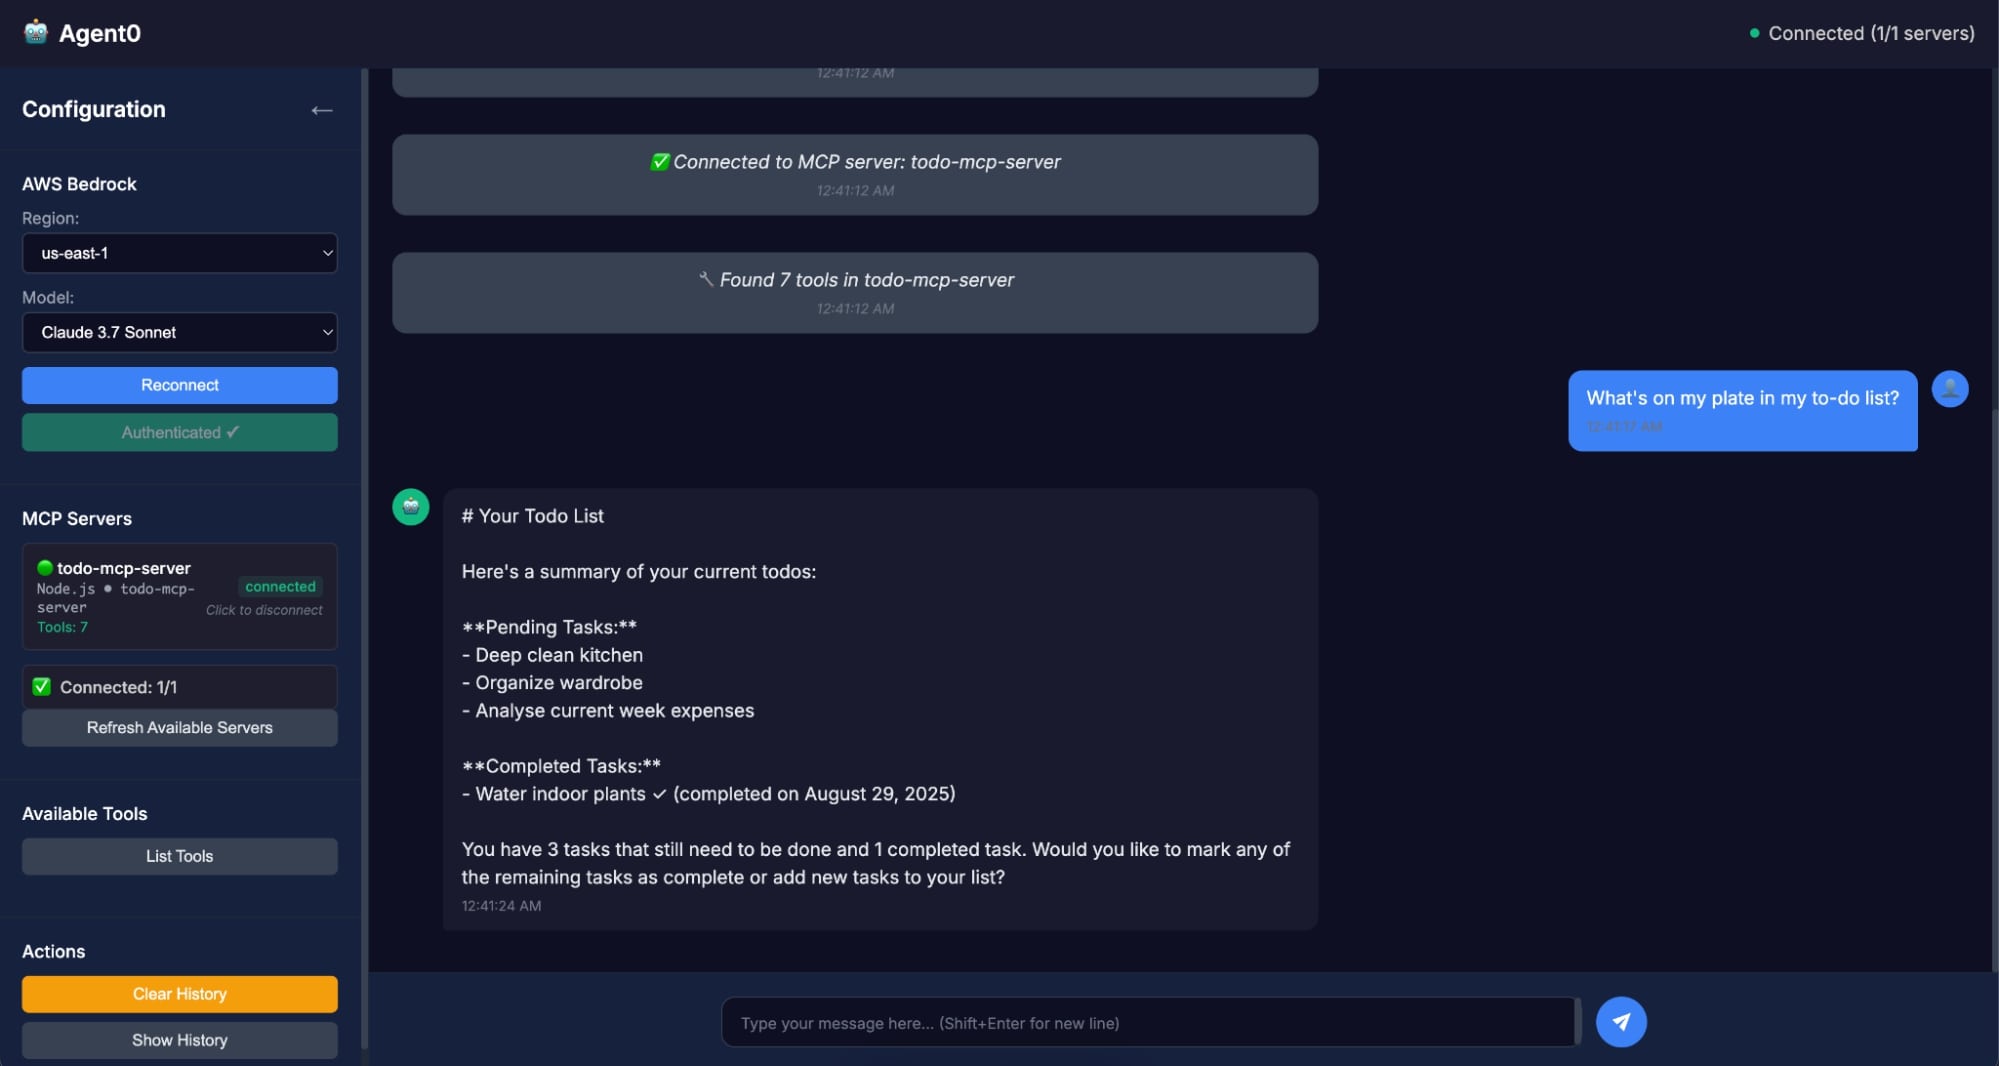 Agent0
Connected (1/1 servers)
Configuration
←
AWS Bedrock
Region:
us-east-1
Model:
Claude 3.7 Sonnet
Reconnect
Authenticated ✓
MCP Servers
todo-mcp-server
Node.js ● todo-mcp-
server
connected
Click to disconnect
Tools: 7
Connected: 1/1
Refresh Available Servers
Available Tools
List Tools
Actions
Clear History
Show History
12:41:12 AM
Connected to MCP server: todo-mcp-server
12:41:12 AM
Found 7 tools in todo-mcp-server
12:41:12 AM
What's on my plate in my to-do list?
12:41:17 AM
# Your Todo List
Here's a summary of your current todos:
**Pending Tasks:**
- Deep clean kitchen
- Organize wardrobe
- Analyse current week expenses
**Completed Tasks:**
- Water indoor plants ✓ (completed on August 29, 2025)
You have 3 tasks that still need to be done and 1 completed task. Would you like to mark any of
the remaining tasks as complete or add new tasks to your list?
12:41:24 AM
Type your message here... (Shift+Enter for new line)